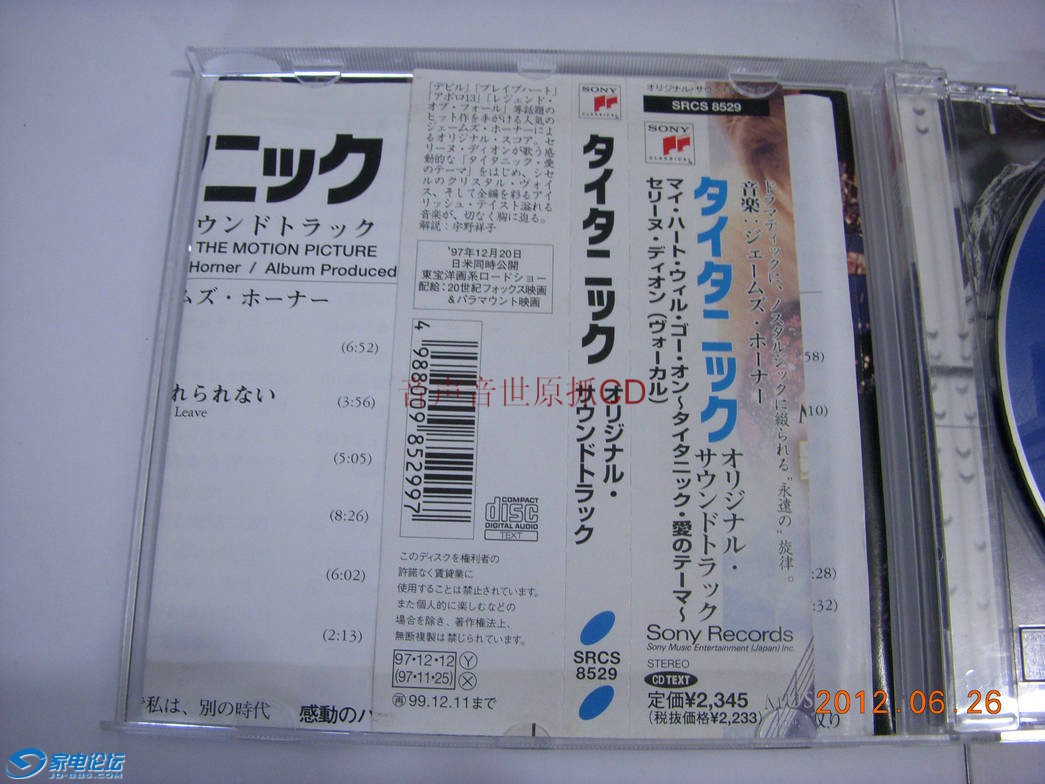 ウニック
ウンドトラック
THE MOTION PICTURE
Horner / Album Produced
ムズ・ホーナー
(6:52)
れられない
Leave
(3:56)
(5:05)
(8:26)
(6:02)
(2:13)
私は、別の時代
感動の
「デビル」「ブレイブハート」
「アポロ13」「レジェンド・
オブ・フォール」等話題の
ヒット作を手がける人気の
ジェームズ・ホーナーによ
るオリジナル・スコア。セ
リーヌ・ディオンが歌う感
動的な「タイタニック・愛
のテーマ」をはじめ、シセ
ルのクリスタル・ヴォイ
ス、そして全編を彩るアイ
リッシュ・テイスト溢れる
音楽が、切なく胸に迫る。
解説：宇野祥子
'97年12月20日
日米同時公開
東宝洋画系ロードショー
配給：20世紀フォックス映画
&パラマウント映画
4 988009 852997
COMPACT
disc
DIGITAL AUDIO
TEXT
このディスクを権利者の
許諾なく賃貸業に
使用することは禁止されています。
また個人的に楽しむなどの
場合を除き、著作権法上、
無断複製は禁じられています。
97・12・12 Y
(97・11・25) X
再 99.12.11まで
SONY
CLASSICAL
タイタニック
オリジナル・
サウンドトラック
SRCS
8529
オリジナル・サウ
SRCS 8529
SONY
CLASSICAL
ドラマティックに、ノスタルジックに綴られる"永遠の"旋律。
音楽：ジェームズ・ホーナー
タイタニック
オリジナル・
サウンドトラック
マイ・ハート・ウィル・ゴー・オン〜タイタニック・愛のテーマ〜
セリーヌ・ディオン（ヴォーカル）
Sony Records
Sony Music Entertainment (Japan) Inc.
STEREO
CD TEXT
定価¥2,345
(税抜価格¥2,233)
:58)
:10)
:28)
:32)
音声音世原抓CD
2012.06.26
家电论坛
JD-BBS.COM